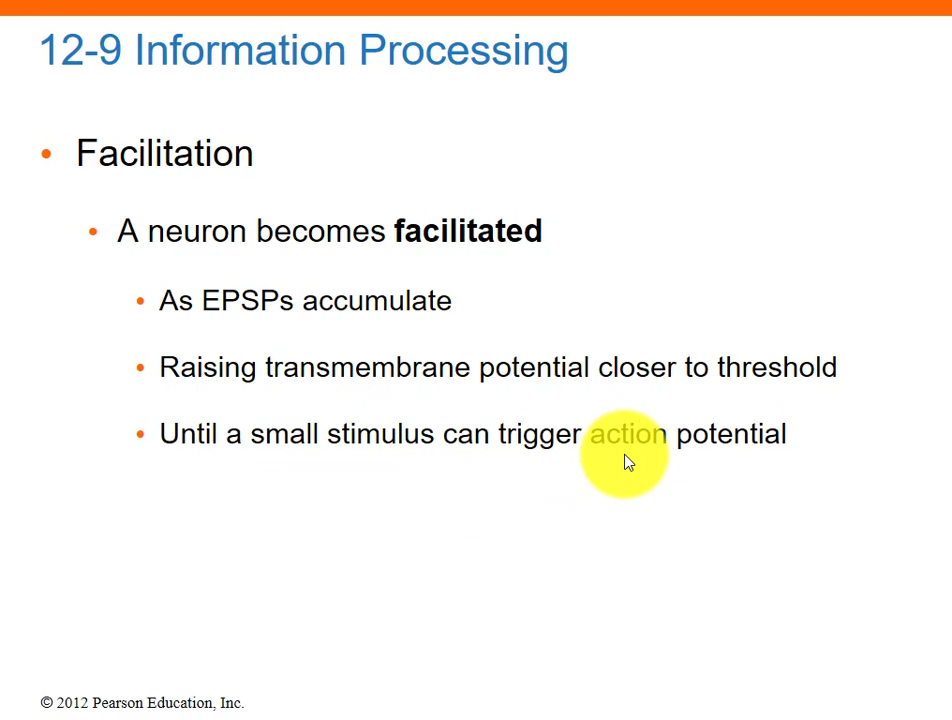 12-9 Information Processing
• Facilitation
• A neuron becomes facilitated
• As EPSPs accumulate
• Raising transmembrane potential closer to threshold
• Until a small stimulus can trigger action potential
© 2012 Pearson Education, Inc.